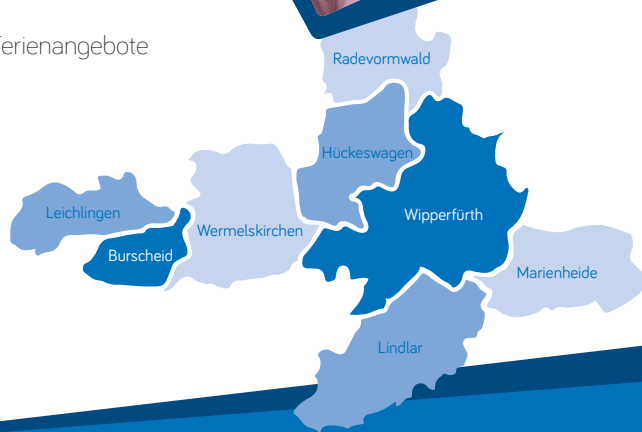 Ferienangebote
Radevormwald
Hückeswagen
Leichlingen
Wipperfürth
Wermelskirchen
Burscheid
Marienheide
Lindlar